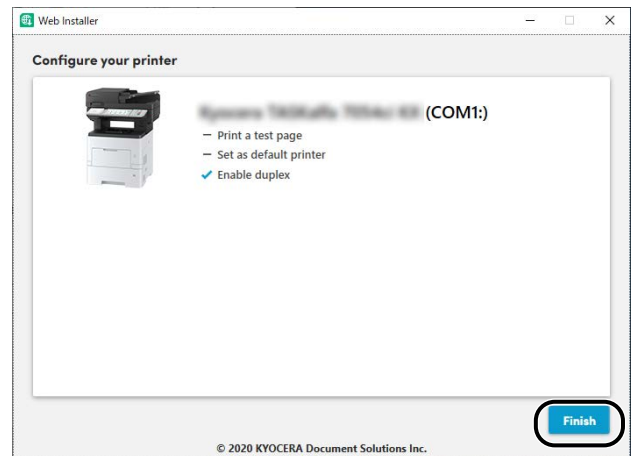 Web Installer
Configure your printer
(COM1:)
Print a test page
Set as default printer
Enable duplex
Finish
© 2020 KYOCERA Document Solutions Inc.